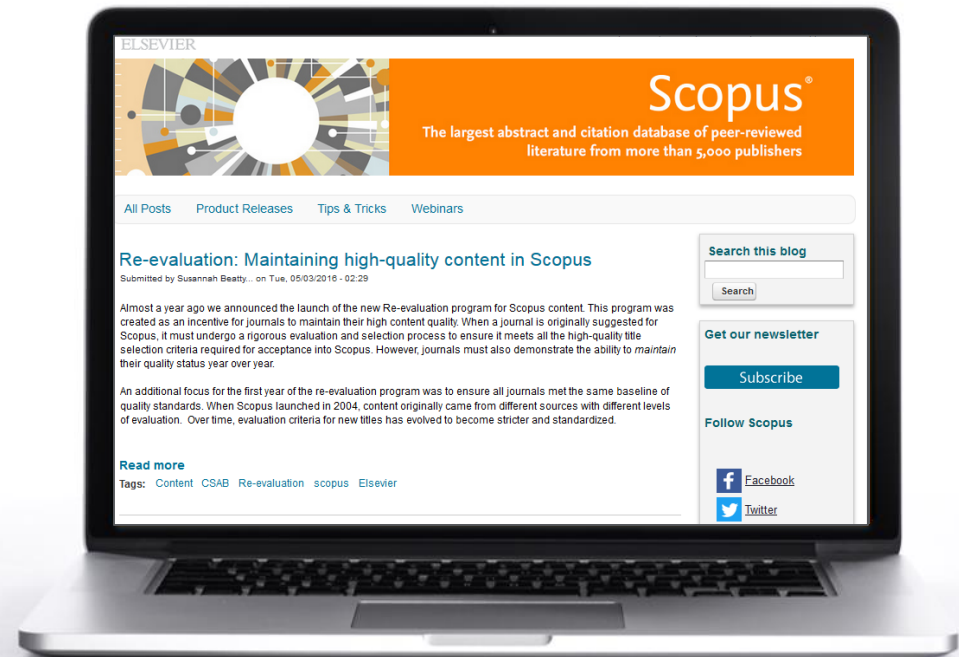 ELSEVIER
Scopus®
The largest abstract and citation database of peer-reviewed
literature from more than 5,000 publishers
All Posts Product Releases Tips & Tricks Webinars
Re-evaluation: Maintaining high-quality content in Scopus
Submitted by Susannah Beatty... on Tue, 05/03/2016 - 02:29
Almost a year ago we announced the launch of the new Re-evaluation program for Scopus content. This program was
created as an incentive for journals to maintain their high content quality. When a journal is originally suggested for
Scopus, it must undergo a rigorous evaluation and selection process to ensure it meets all the high-quality title
selection criteria required for acceptance into Scopus. However, journals must also demonstrate the ability to maintain
their quality status year over year.
An additional focus for the first year of the re-evaluation program was to ensure all journals met the same baseline of
quality standards. When Scopus launched in 2004, content originally came from different sources with different levels
of evaluation. Over time, evaluation criteria for new titles has evolved to become stricter and standardized.
Read more
Tags: Content CSAB Re-evaluation scopus Elsevier
Search this blog
Search
Get our newsletter
Subscribe
Follow Scopus
Facebook
Twitter